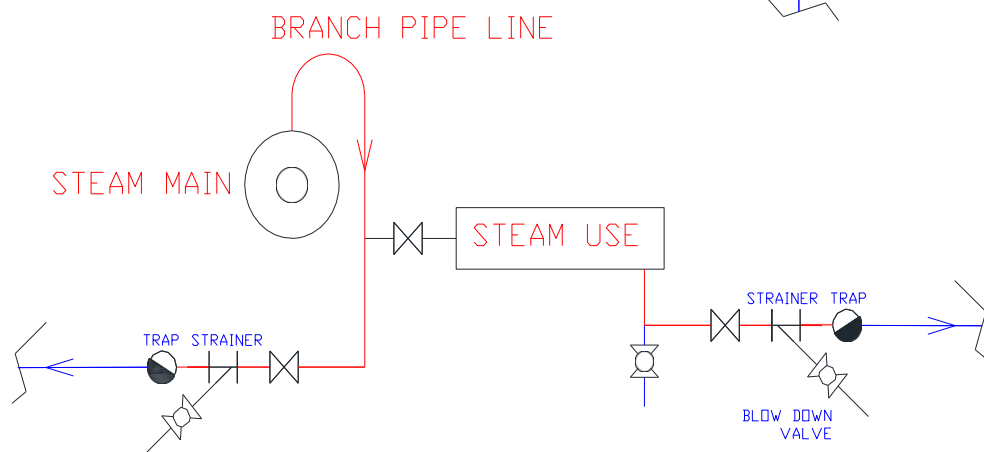 BRANCH PIPE LINE
STEAM MAIN
STEAM USE
STRAINER TRAP
TRAP STRAINER
BLOW DOWN
VALVE